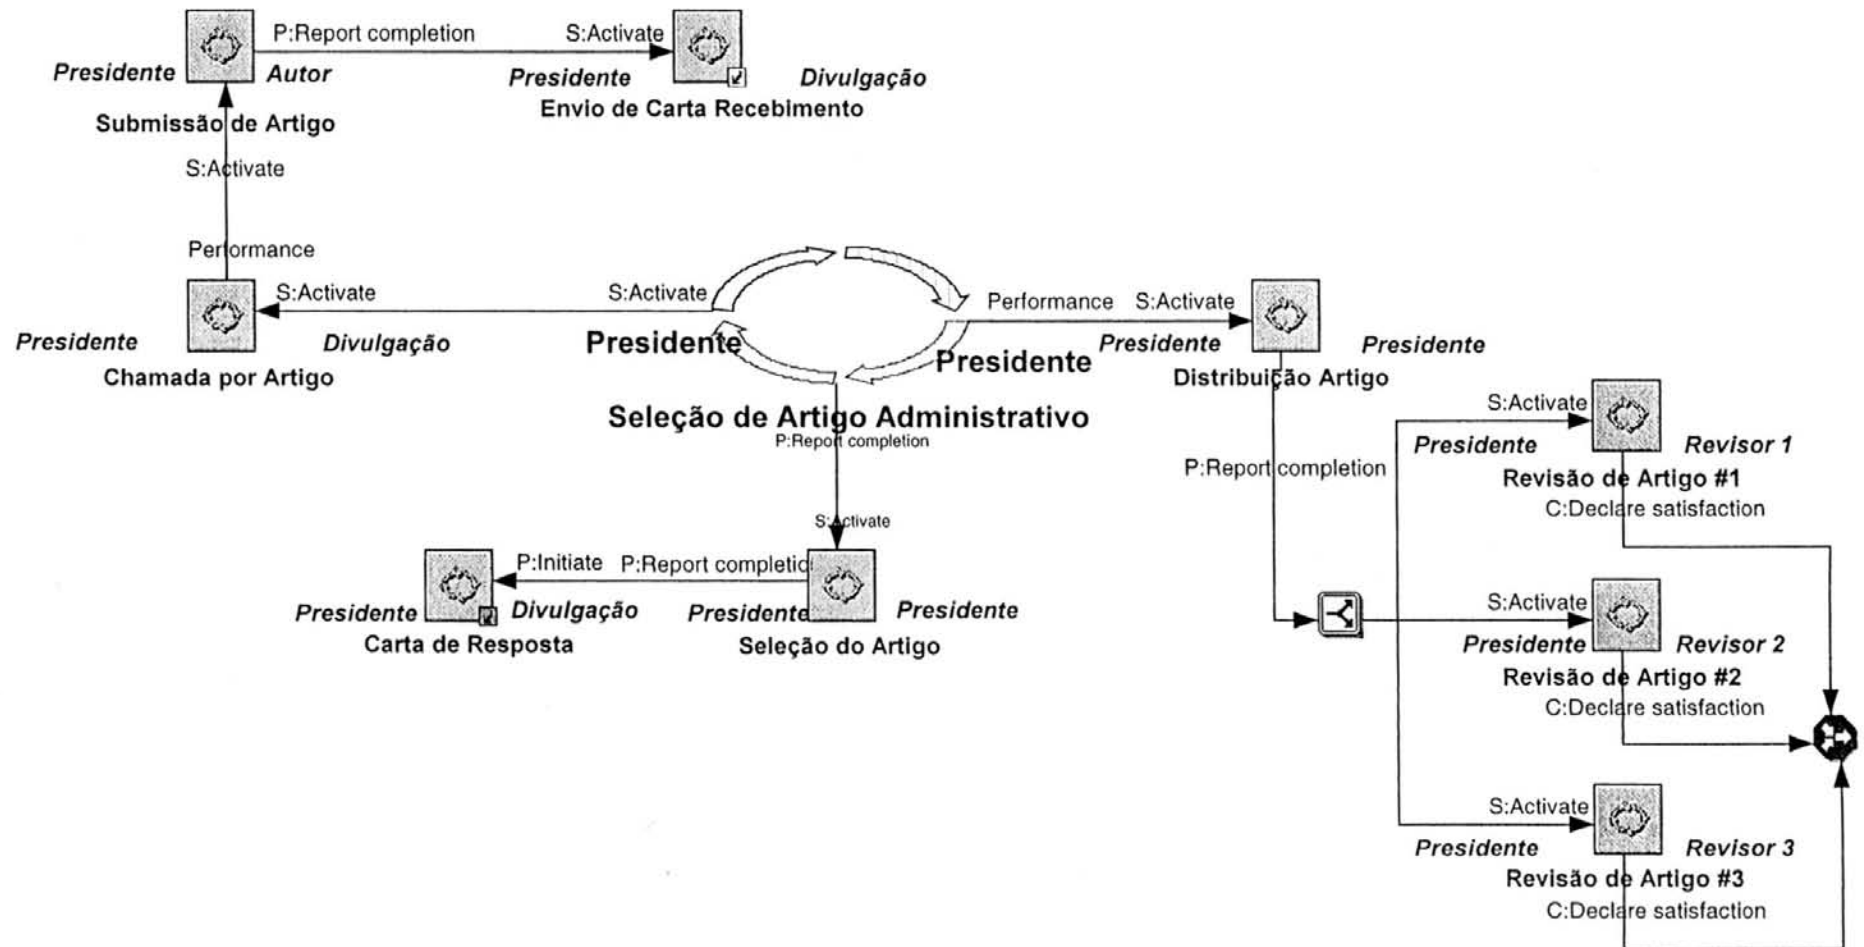 P:Report completion
S:Activate
Presidente
Autor
Presidente
Divulgação
Submissão de Artigo
Envio de Carta Recebimento
S:Activate
Performance
S:Activate
S:Activate
Presidente
Divulgação
Chamada por Artigo
Presidente
Presidente
Seleção de Artigo Administrativo
P:Report completion
Performance
S:Activate
Presidente
Presidente
Distribuição Artigo
P:Report completion
S:Activate
Presidente
Revisor 1
Revisão de Artigo #1
C:Declare satisfaction
S:Activate
P:Initiate
P:Report completic
Presidente
Divulgação
Presidente
Presidente
Carta de Resposta
Seleção do Artigo
S:Activate
Presidente
Revisor 2
Revisão de Artigo #2
C:Declare satisfaction
S:Activate
Presidente
Revisor 3
Revisão de Artigo #3
C:Declare satisfaction